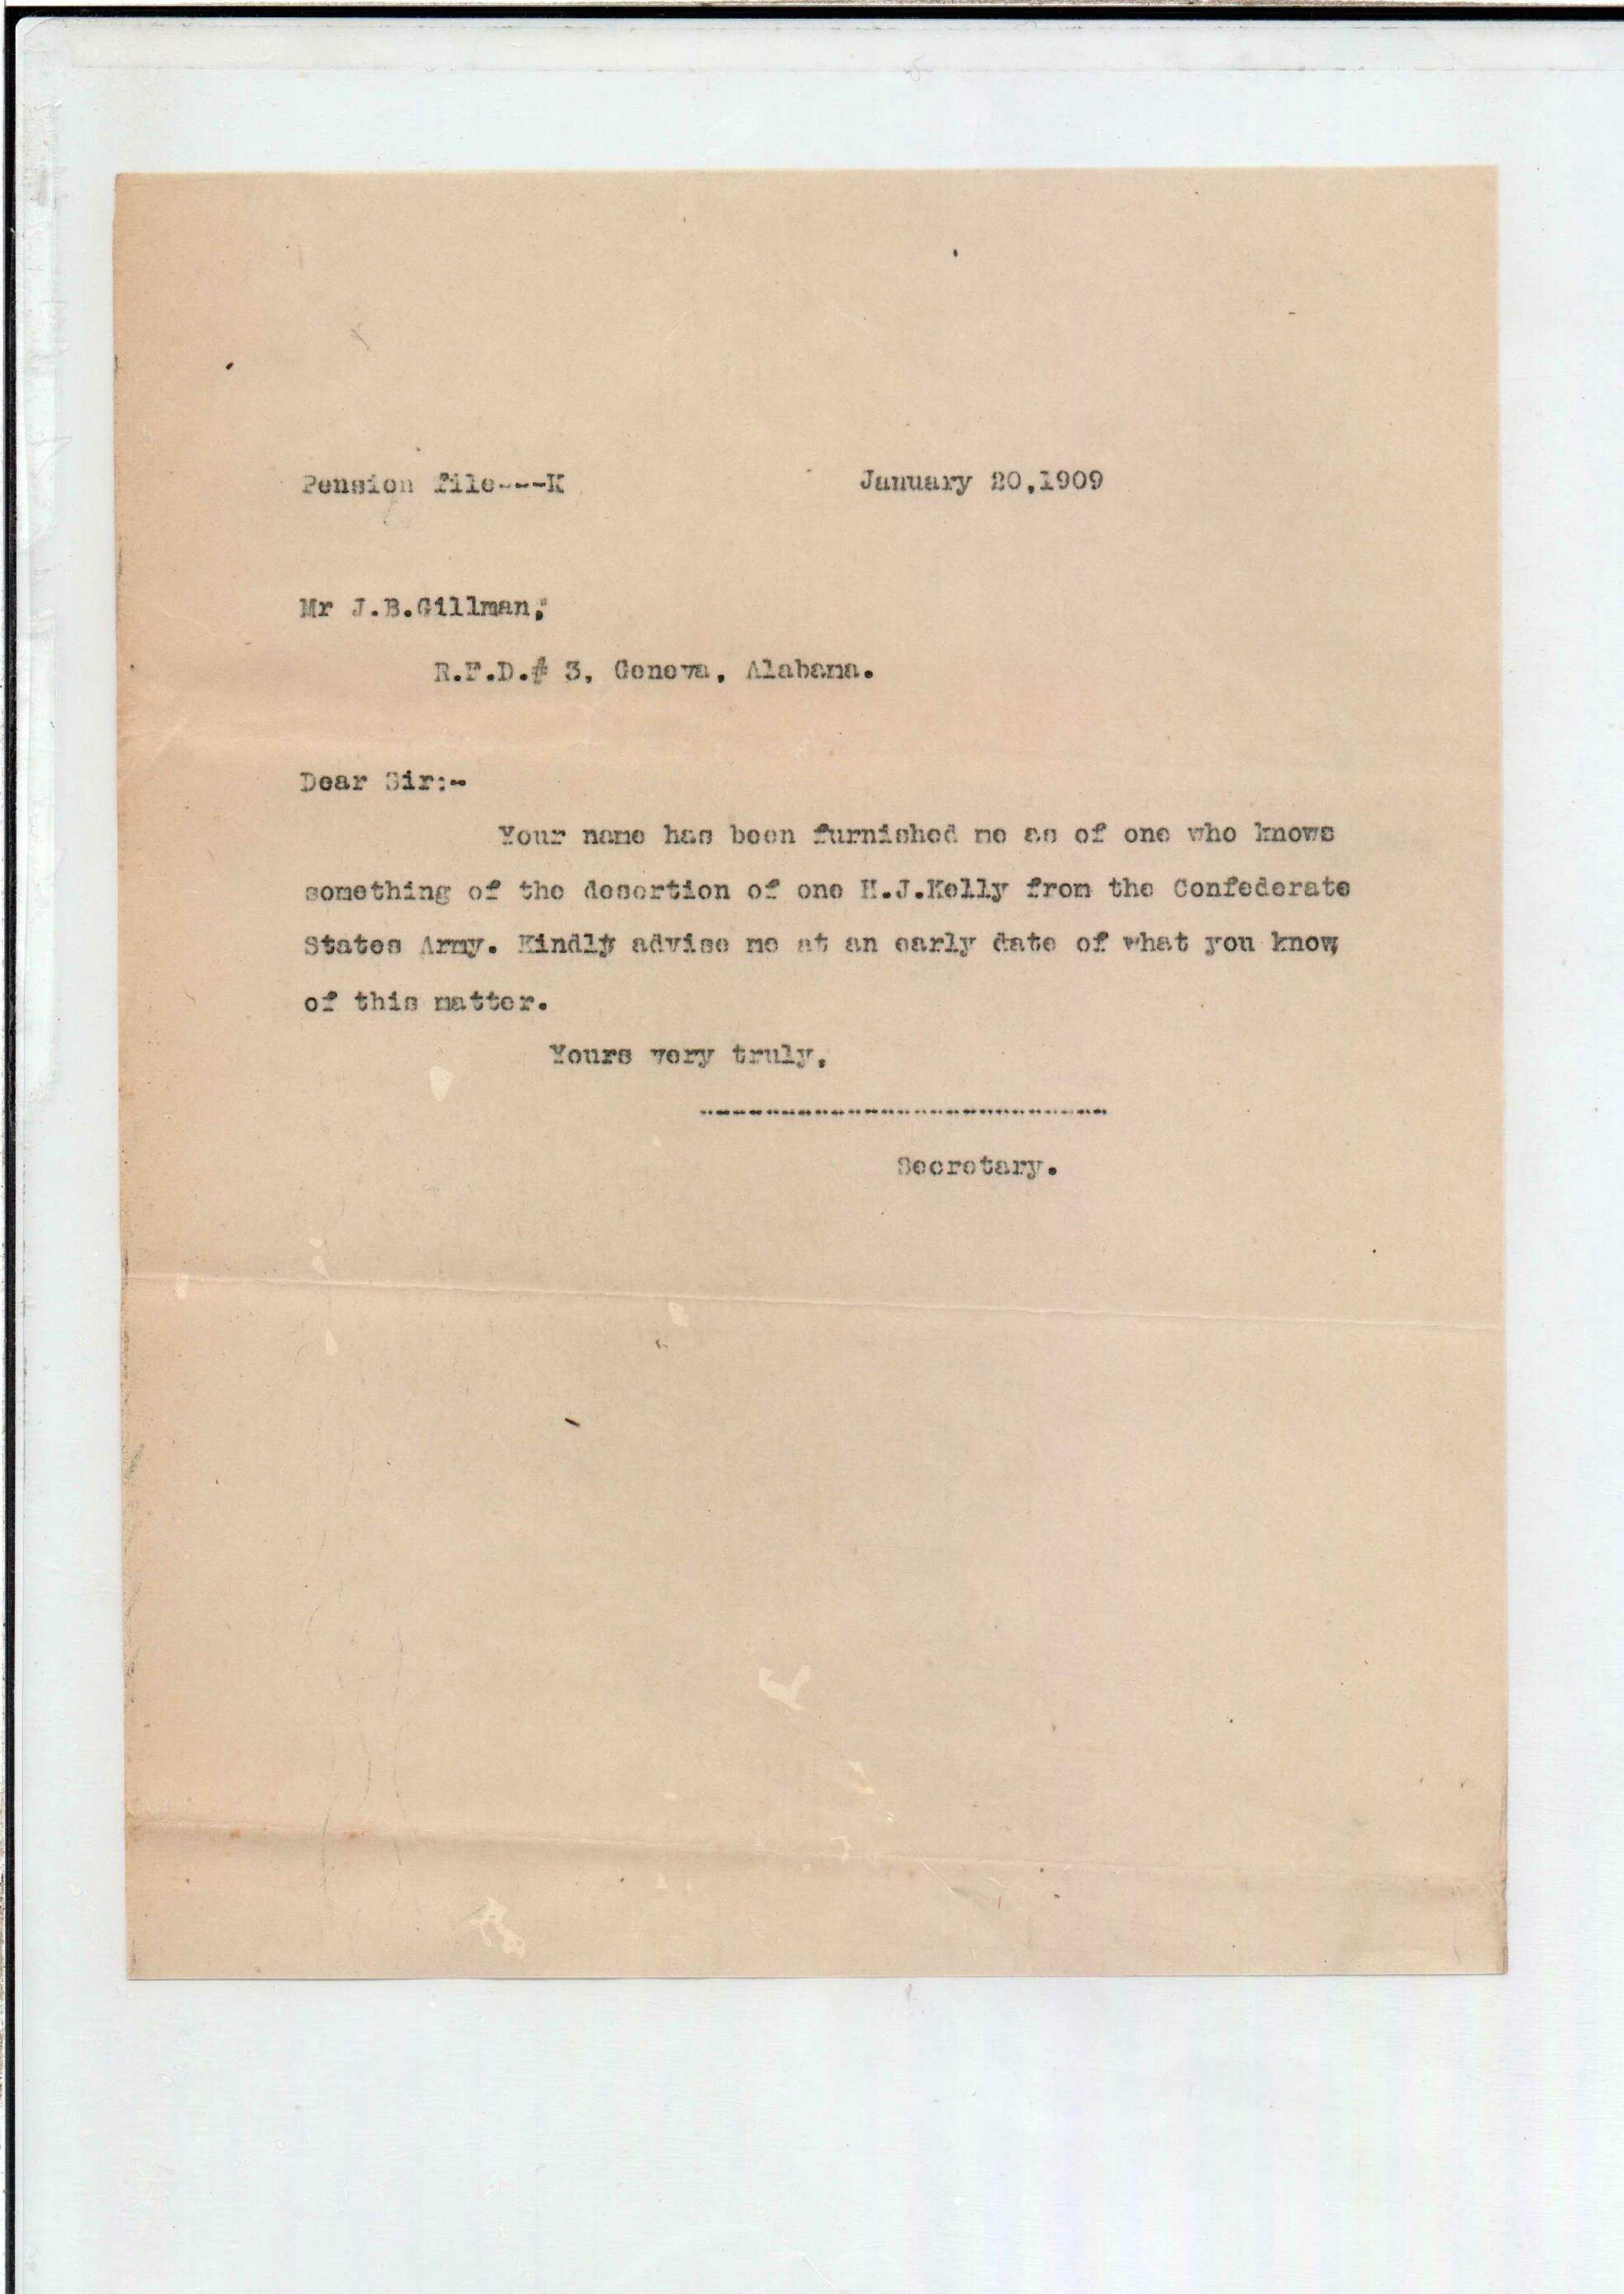 Pension file---K January 20,1909
Mr J.B.Gillman,
R.F.D.# 3, Geneva, Alabama.
Dear Sir:-
Your name has been furnished me as of one who knows
something of the desertion of one H.J.Kelly from the Confederate
States Army. Kindly advise me at an early date of what you know
of this matter.
Yours very truly,
-------------------------
Secretary.